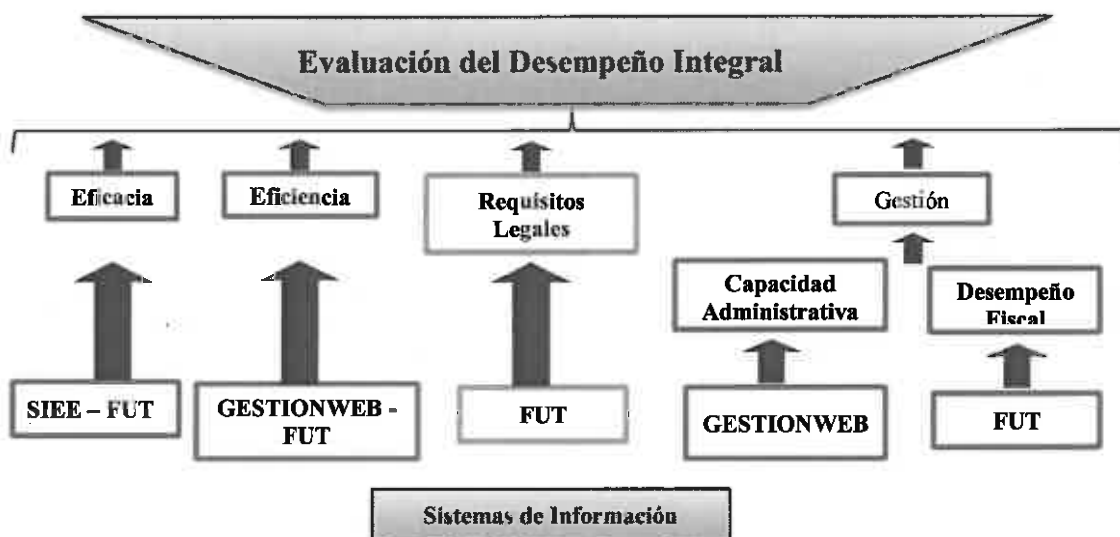 Evaluación del Desempeño Integral
Eficacia
Eficiencia
Requisitos
Legales
Gestión
Capacidad
Administrativa
Desempeño
Fiscal
SIEE – FUT
GESTIONWEB -
FUT
FUT
GESTIONWEB
FUT
Sistemas de Información